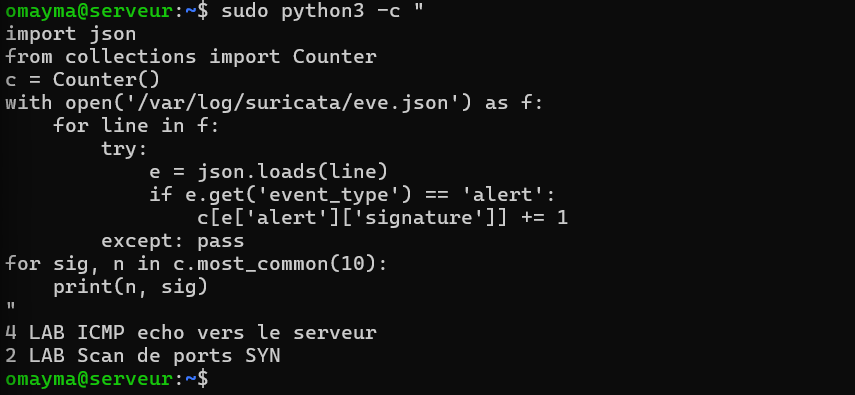 omayma@serveur:~$ sudo python3 -c "
import json
from collections import Counter
c = Counter()
with open('/var/log/suricata/eve.json') as f:
    for line in f:
        try:
            e = json.loads(line)
            if e.get('event_type') == 'alert':
                c[e['alert']['signature']] += 1
        except: pass
for sig, n in c.most_common(10):
    print(n, sig)
"
4 LAB ICMP echo vers le serveur
2 LAB Scan de ports SYN
omayma@serveur:~$